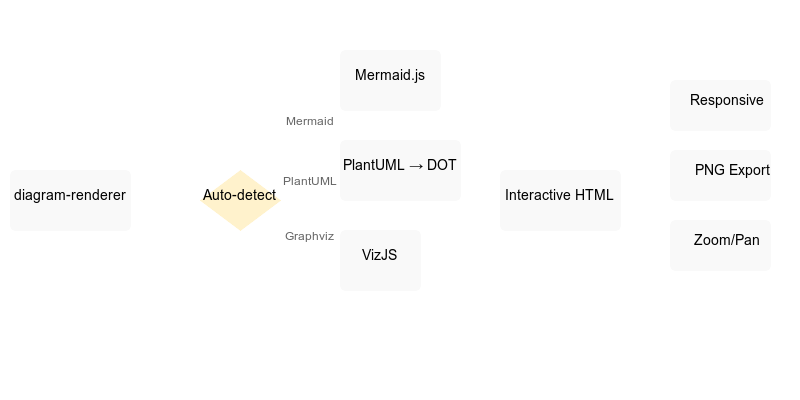 diagram-renderer
Auto-detect
Mermaid
PlantUML
Graphviz
Mermaid.js
PlantUML → DOT
VizJS
Interactive HTML
Responsive
PNG Export
Zoom/Pan